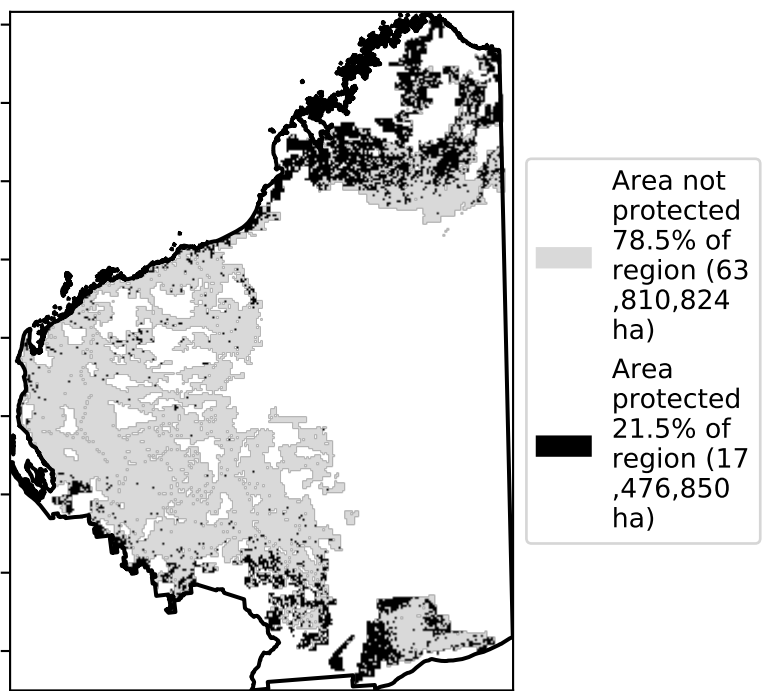 Area not
protected
78.5% of
region (63
,810,824
ha)
Area
protected
21.5% of
region (17
,476,850
ha)